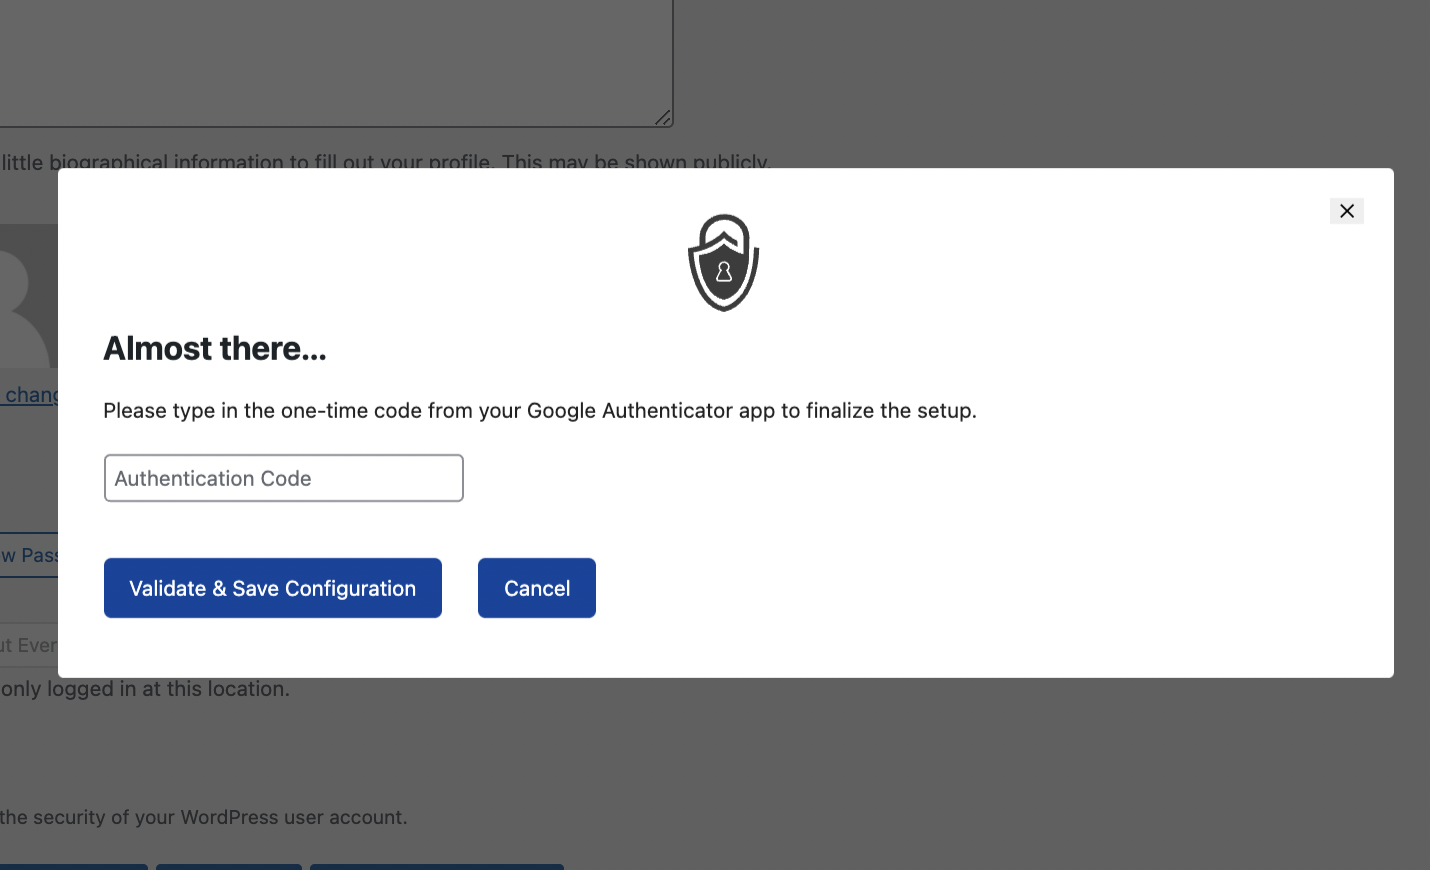 little biographical information to fill out your profile. This may be shown publicly.
Almost there...
chang
Please type in the one-time code from your Google Authenticator app to finalize the setup.
Authentication Code
w Pass
Validate & Save Configuration
Cancel
ut Ever
only logged in at this location.
the security of your WordPress user account.